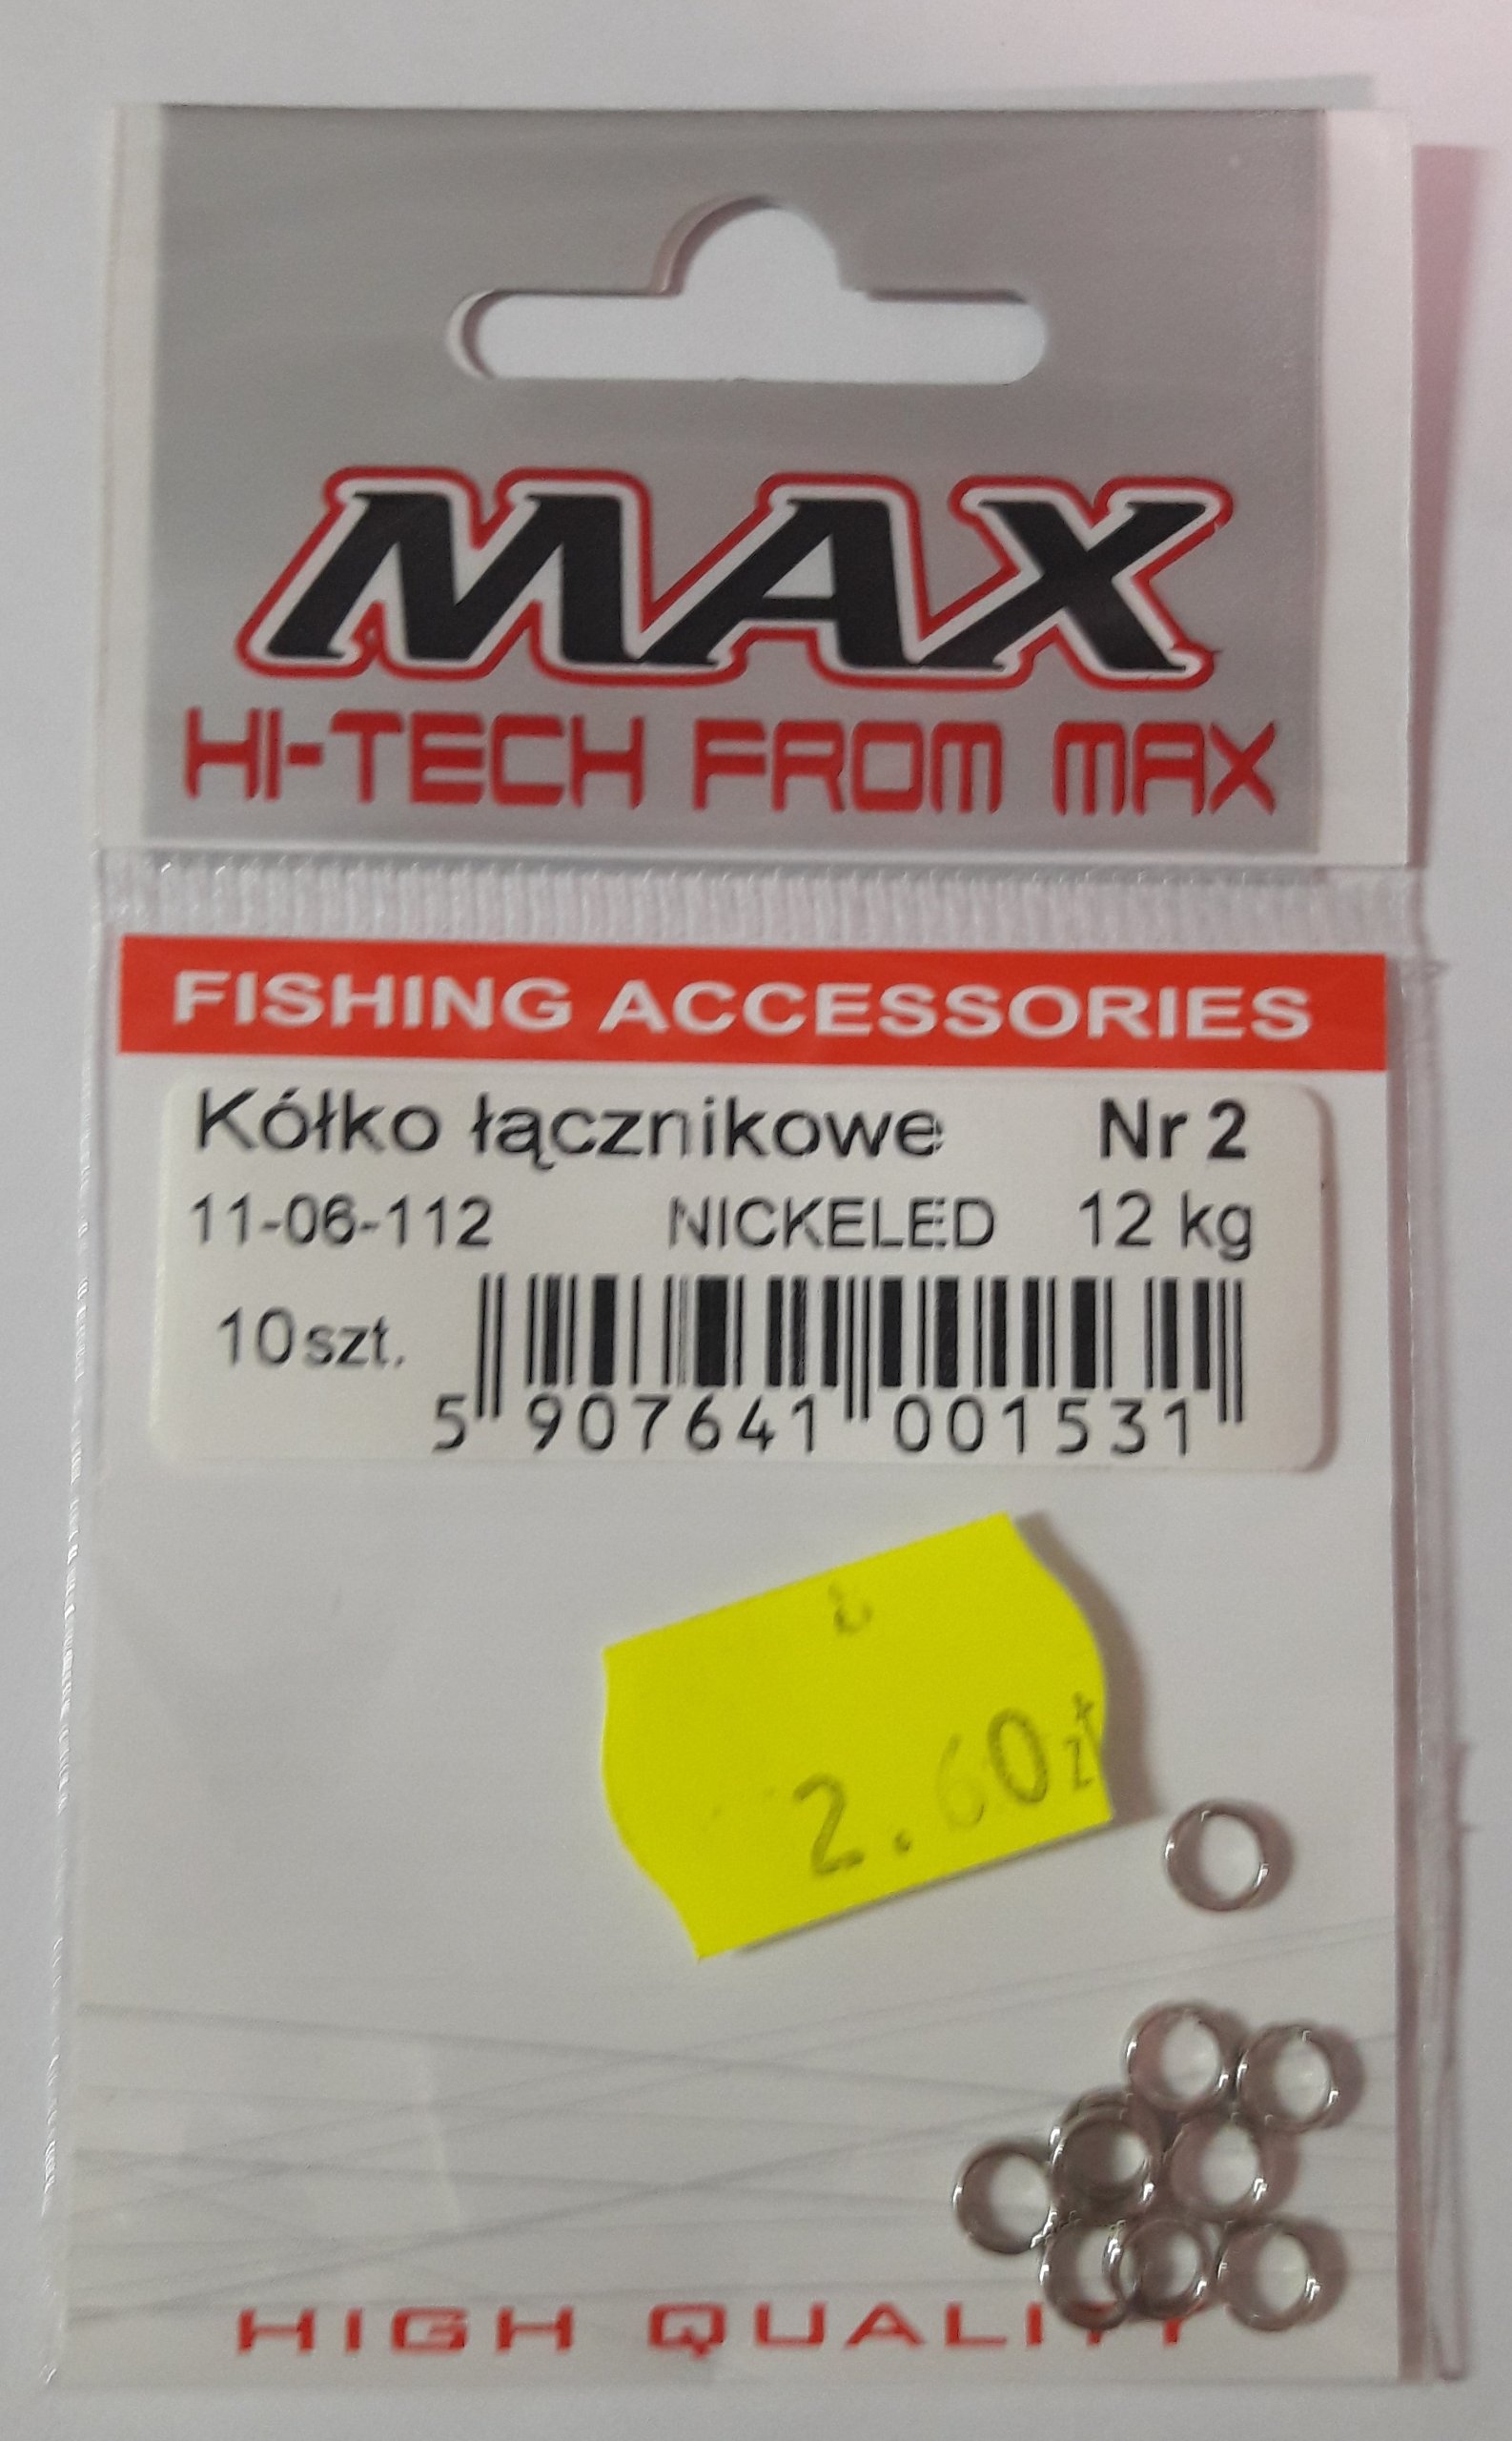 MAX
HI-TECH FROM MAX
FISHING ACCESSORIES
Kółko łącznikowe Nr 2
11-06-112 NICKELED 12 kg
10szt.
5 907641 001531
2.60zł
HIGH QUALITY